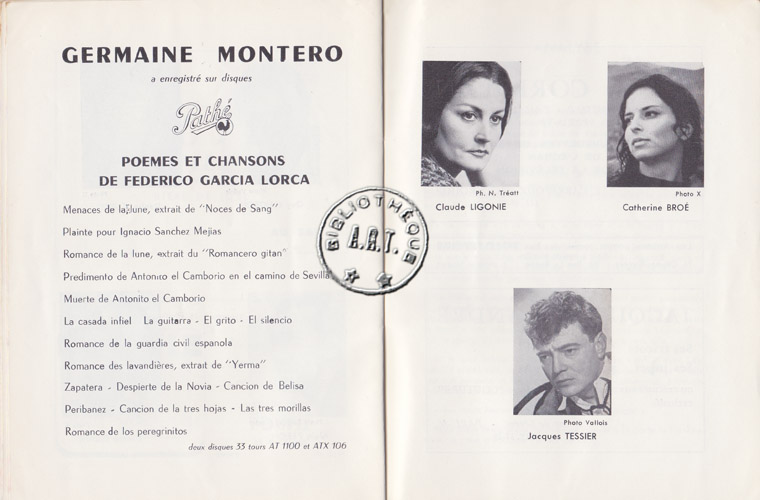 GERMAINE MONTERO
a enregistré sur disques
Pathé
POEMES ET CHANSONS
DE FEDERICO GARCIA LORCA
Menaces de la lune, extrait de "Noces de Sang"
Plainte pour Ignacio Sanchez Mejias
Romance de la lune, extrait du "Romancero gitan"
Predimento de Antonio el Camborio en el camino de Sevilla
Muerte de Antonito el Camborio
La casada infiel La guitarra - El grito - El silencio
Romance de la guardia civil espanola
Romance des lavandières, extrait de "Yerma"
Zapatera - Despierte de la Novia - Cancion de Belisa
Peribanez - Cancion de la tres hojas - Las tres morillas
Romance de los peregrinitos
deux disques 33 tours AT 1100 et ATX 106
BIBLIOTHÈQUE
A.R.T.
Ph. N. Tréatt
Claude LIGONIE
Photo X
Catherine BROÉ
Photo Vallois
Jacques TESSIER